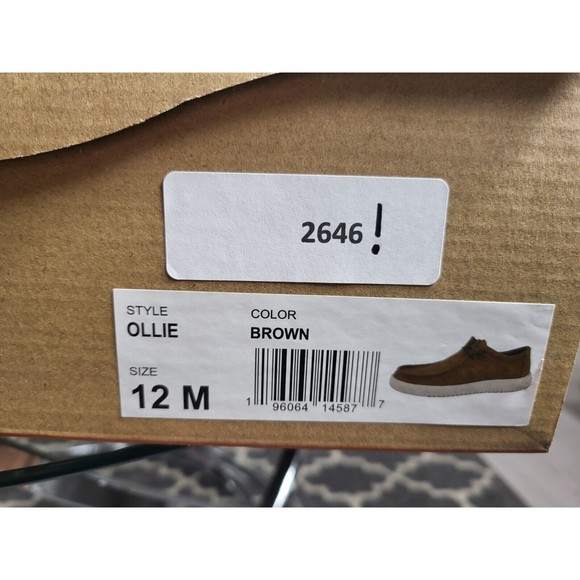 2646!
STYLE
OLLIE
COLOR
BROWN
SIZE
12 M
1 96064 14587 7